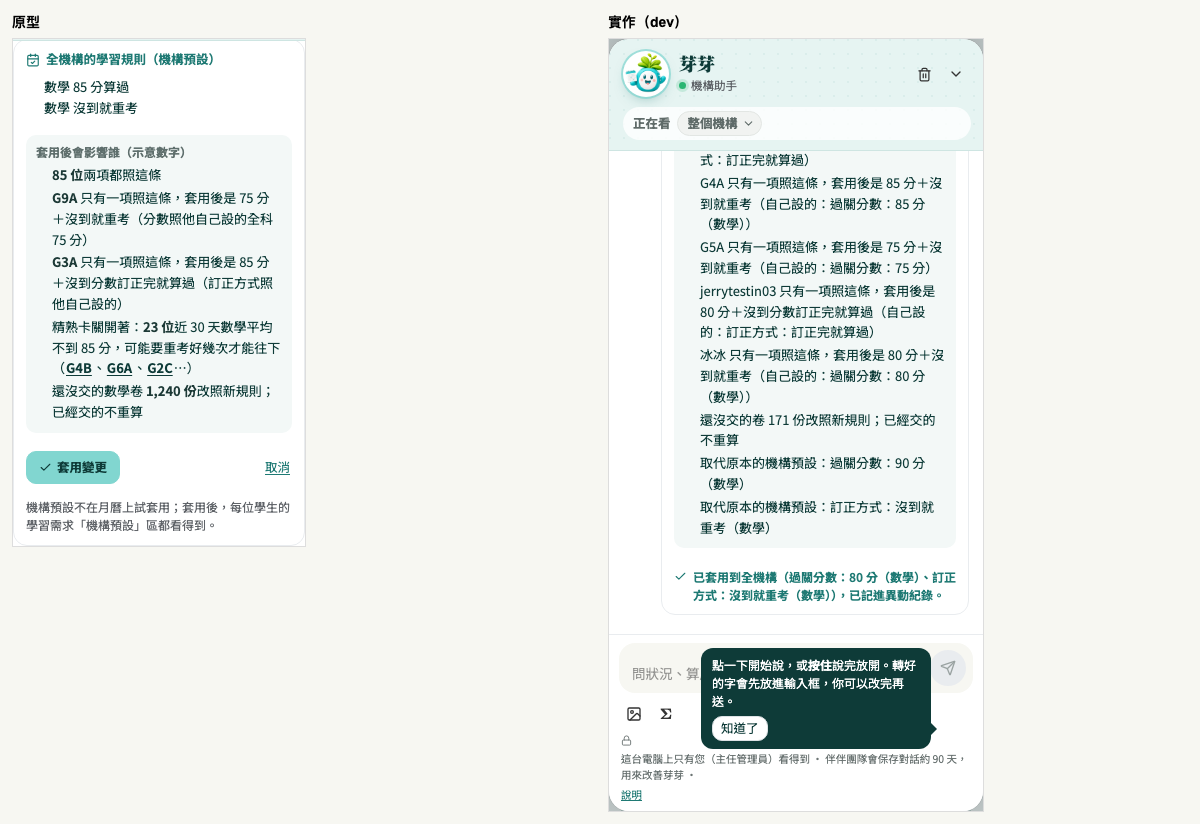 原型
全機構的學習規則（機構預設）
數學 85 分算過
數學 沒到就重考
套用後會影響誰（示意數字）
85 位兩項都照這條
G9A 只有一項照這條，套用後是 75 分
＋沒到就重考（分數照他自己設的全科
75 分）
G3A 只有一項照這條，套用後是 85 分
＋沒到分數訂正完就算過（訂正方式照
他自己設的）
精熟卡關開著：23 位近 30 天數學平均
不到 85 分，可能要重考好幾次才能往下
（G4B、G6A、G2C…）
還沒交的數學卷 1,240 份改照新規則；
已經交的不重算
套用變更
取消
機構預設不在月曆上試套用；套用後，每位學生的
學習需求「機構預設」區都看得到。
實作（dev）
芽芽
機構助手
正在看 整個機構
式：訂正完就算過）
G4A 只有一項照這條，套用後是 85 分＋沒
到就重考（自己設的：過關分數：85 分
（數學））
G5A 只有一項照這條，套用後是 75 分＋沒
到就重考（自己設的：過關分數：75 分）
jerrytestin03 只有一項照這條，套用後是
80 分＋沒到分數訂正完就算過（自己設
的：訂正方式：訂正完就算過）
冰冰 只有一項照這條，套用後是 80 分＋沒
到就重考（自己設的：過關分數：80 分
（數學））
還沒交的卷 171 份改照新規則；已經交的
不重算
取代原本的機構預設：過關分數：90 分
（數學）
取代原本的機構預設：訂正方式：沒到就
重考（數學）
已套用到全機構（過關分數：80 分（數學）、訂正
方式：沒到就重考（數學）），已記進異動紀錄。
問狀況、算
點一下開始說，或按住說完放開。轉好
的字會先放進輸入框，你可以改完再
送。
知道了
這台電腦上只有您（主任管理員）看得到 · 伴伴團隊會保存對話約 90 天，
用來改善芽芽 ·
說明